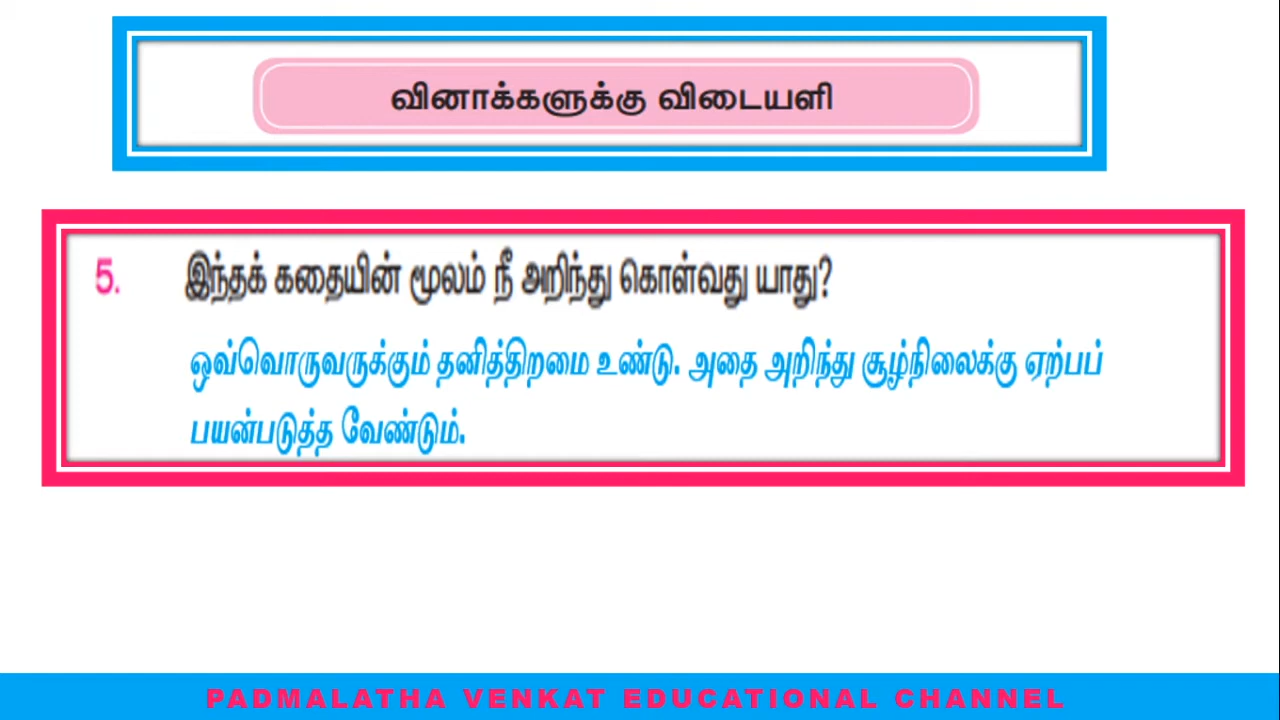 வினாக்களுக்கு விடையளி
5. இந்தக் கதையின் மூலம் நீ அறிந்து கொள்வது யாது?
ஒவ்வொருவருக்கும் தனித்திறமை உண்டு. அதை அறிந்து சூழ்நிலைக்கு ஏற்பப்
பயன்படுத்த வேண்டும்.
PADMALATHA VENKAT EDUCATIONAL CHANNEL